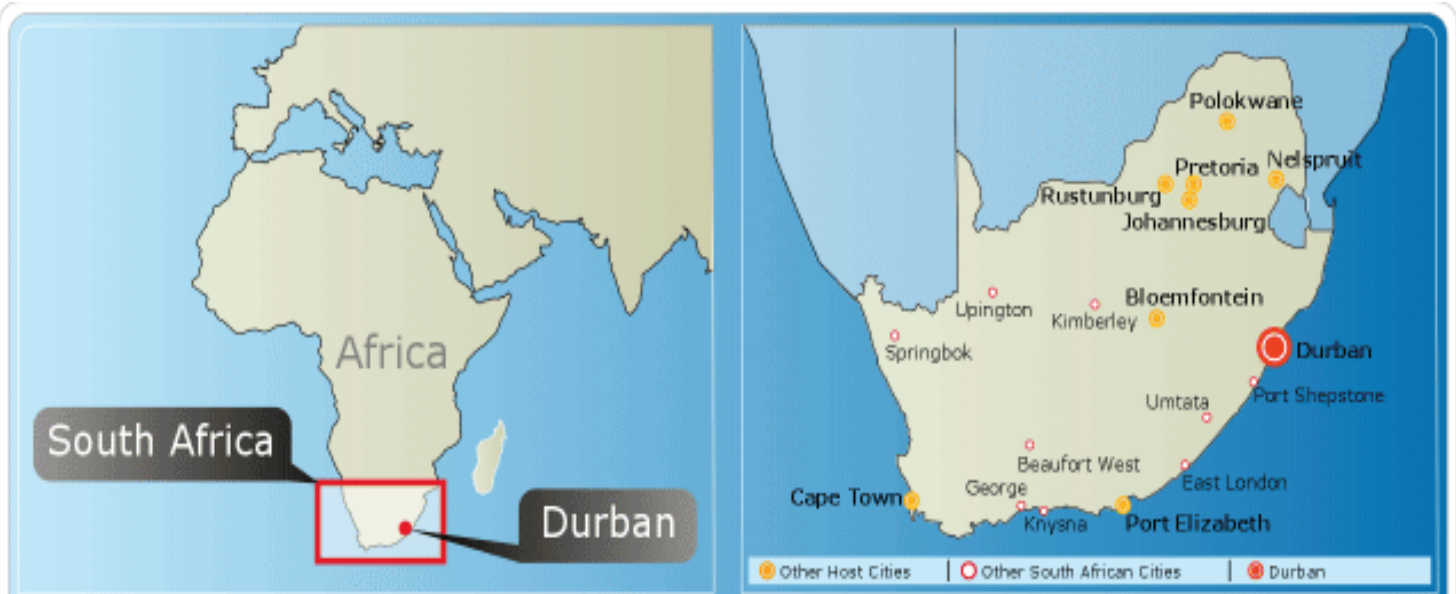 Africa
South Africa
Durban
Polokwane
Pretoria
Nelspruit
Rustunburg
Johannesburg
Upington
Kimberley
Bloemfontein
Springbok
Durban
Port Shepstone
Umtata
Beaufort West
East London
Cape Town
George
Knysna
Port Elizabeth
Other Host Cities
Other South African Cities
Durban